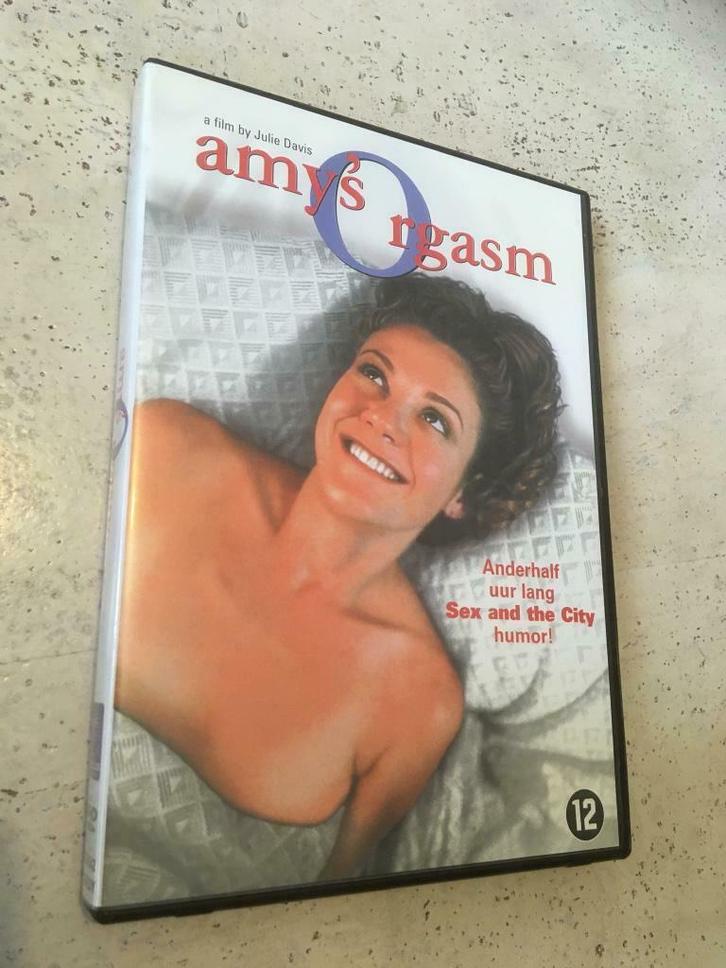 a film by Julie Davis
amy's
Orgasm
Anderhalf
uur lang
Sex and the City
humor!
12